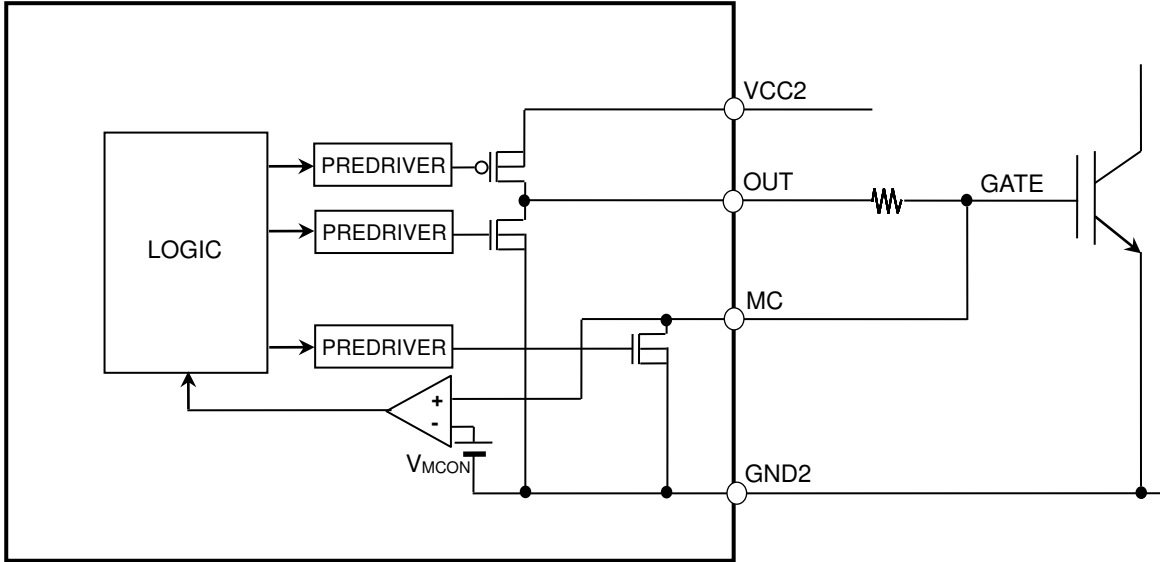 VCC2
PREDRIVER
OUT
GATE
PREDRIVER
LOGIC
MC
PREDRIVER
+
-
VMCON
GND2